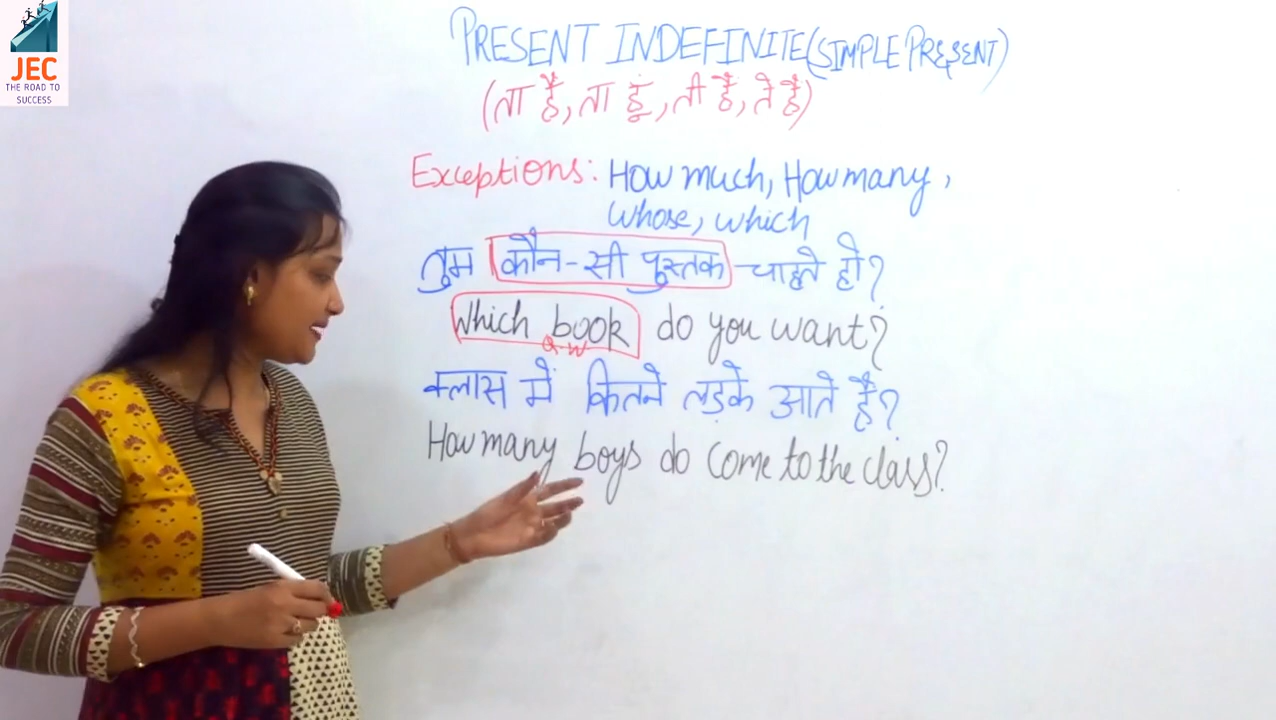 JEC
THE ROAD TO
SUCCESS
PRESENT INDEFINITE (SIMPLE PRESENT)
(ता है, ता हूं, ती है, ते हैं)
Exceptions: How much, How many,
whose, which
तुम कौन-सी पुस्तक चाहते हो?
Which book do you want?
Q.W
क्लास में कितने लड़के आते हैं?
How many boys do come to the class?